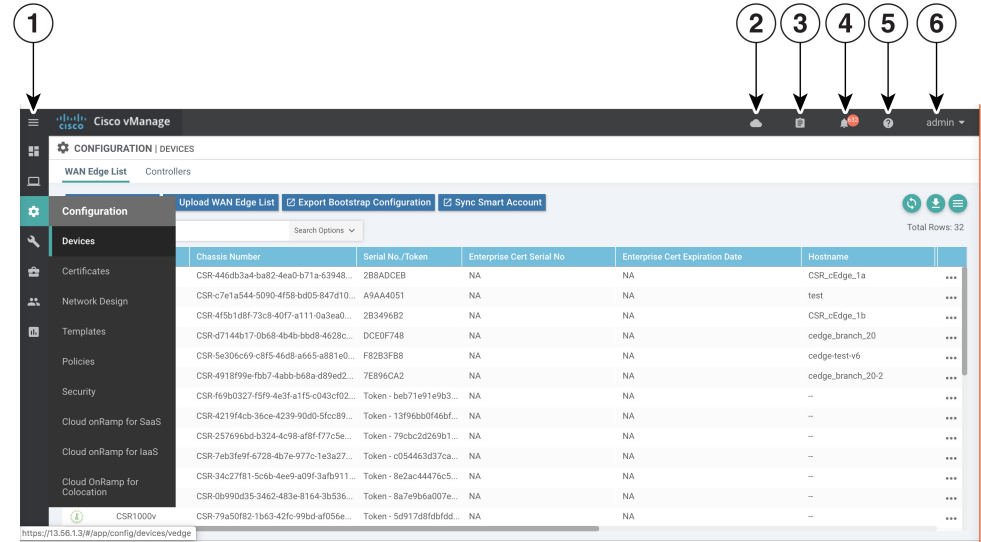 1 2 3 4 5 6
cisco Cisco vManage 632 admin
CONFIGURATION | DEVICES
WAN Edge List Controllers
Upload WAN Edge List Export Bootstrap Configuration Sync Smart Account
Configuration
Search Options
Total Rows: 32
Devices
Chassis Number Serial No./Token Enterprise Cert Serial No Enterprise Cert Expiration Date Hostname
Certificates
CSR-446db3a4-ba82-4ea0-b71a-63948... 2B8ADCEB NA NA CSR_cEdge_1a
CSR-c7e1a544-5090-4f58-bd05-847d10... A9AA4051 NA NA test
Network Design
CSR-4f5b1d8f-73c8-40f7-a111-0a3ea0... 2B3496B2 NA NA CSR_cEdge_1b
Templates
CSR-d7144b17-0b68-4b4b-bbd8-4628c... DCE0F748 NA NA cedge_branch_20
CSR-5e306c69-c8f5-46d8-a665-a881e0... F82B3FB8 NA NA cedge-test-v6
Policies
CSR-4918f99e-fbb7-4abb-b68a-d89ed2... 7E896CA2 NA NA cedge_branch_20-2
Security
CSR-f69b0327-f5f9-4e3f-a1f5-c043cf02... Token - beb71e91e9b3... NA NA --
CSR-4219f4cb-36ce-4239-90d0-5fcc89... Token - 13f96bb0f46bf... NA NA --
Cloud onRamp for SaaS
CSR-257696bd-b324-4c98-af8f-f77c5e... Token - 79cbc2d269b1... NA NA --
Cloud onRamp for IaaS
CSR-7eb3fe9f-6728-4b7e-977c-1e3a27... Token - c054463d37ca... NA NA --
CSR-34c27f81-5c6b-4ee9-a09f-3afb911... Token - 8e2ac44476c5... NA NA --
Cloud OnRamp for
Colocation
CSR-0b990d35-3462-483e-8164-3b536... Token - 8a7e9b6a007e... NA NA --
CSR1000v CSR-79a50f82-1b63-42fc-99bd-af056e... Token - 5d917d8fdbfdd... NA NA --
https://13.56.1.3/#/app/config/devices/vedge